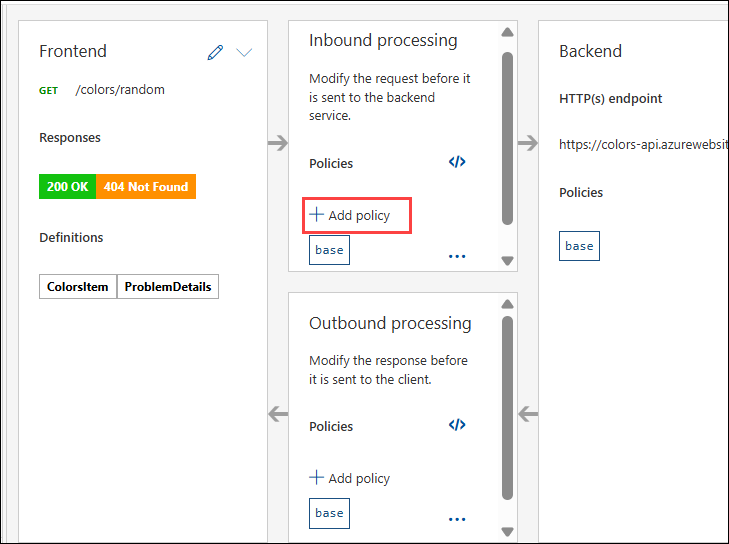 Frontend
GET /colors/random
Responses
200 OK 404 Not Found
Definitions
ColorsItem ProblemDetails
Inbound processing
Modify the request before it
is sent to the backend
service.
Policies </>
+ Add policy
base ...
Outbound processing
Modify the response before
it is sent to the client.
Policies </>
+ Add policy
base ...
Backend
HTTP(s) endpoint
https://colors-api.azurewebsit
Policies
base